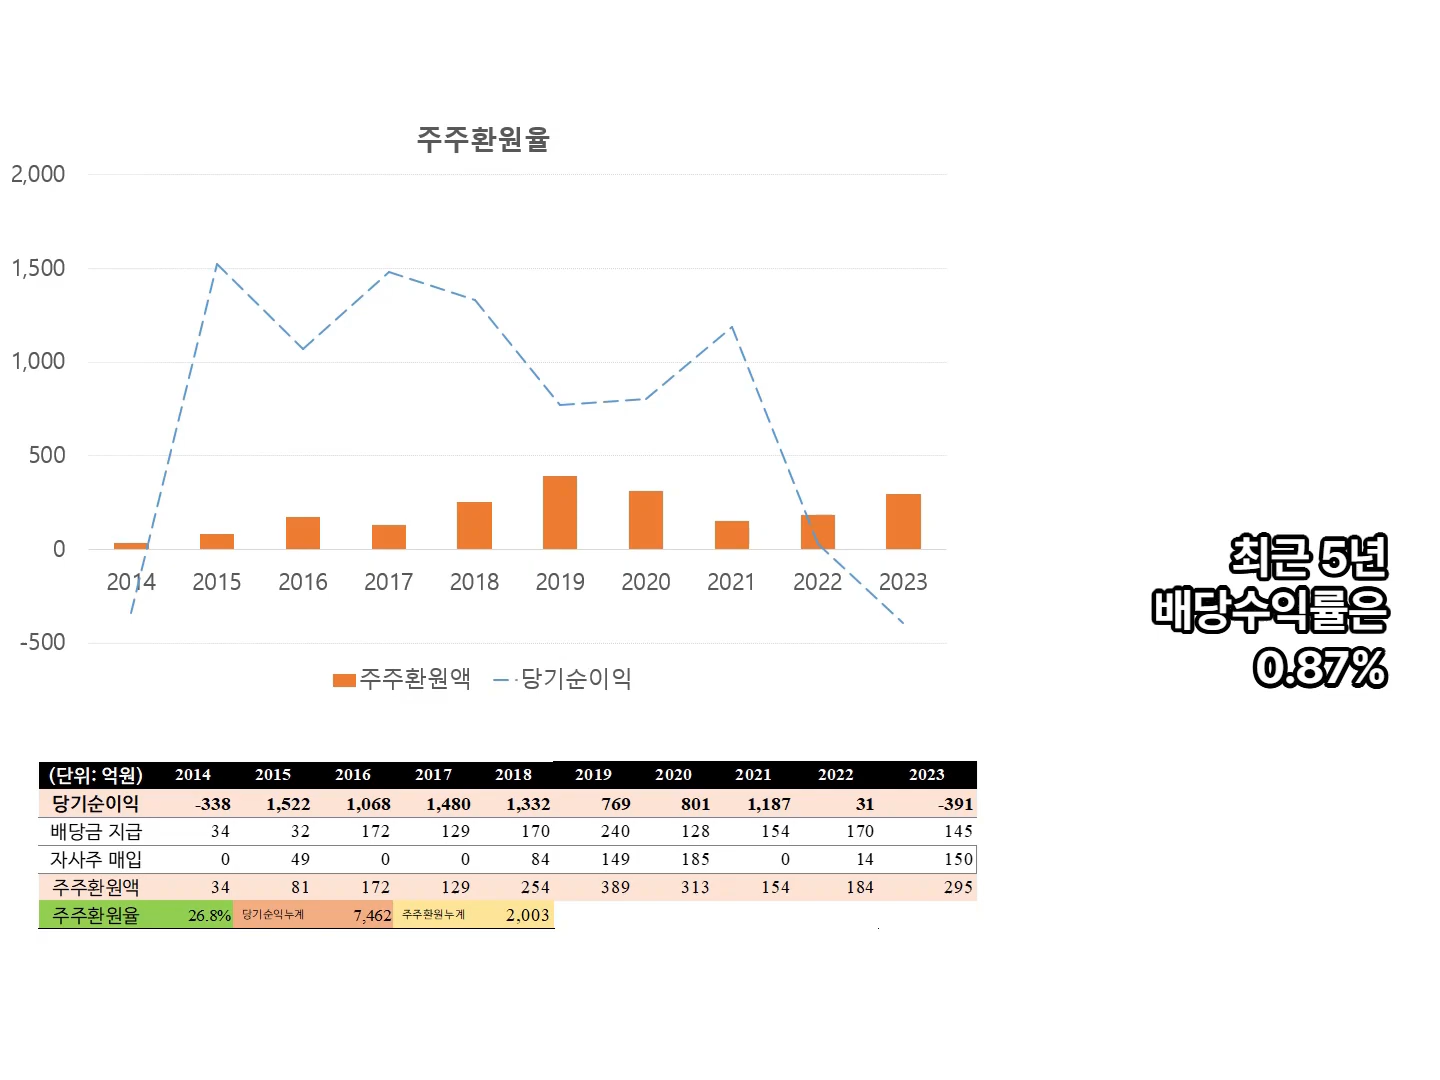 주주환원율
2,000
1,500
1,000
500
0
-500
2014 2015 2016 2017 2018 2019 2020 2021 2022 2023
주주환원액 당기순이익
최근 5년
배당수익률은
0.87%
(단위: 억원) 2014 2015 2016 2017 2018 2019 2020 2021 2022 2023
당기순이익 -338 1,522 1,068 1,480 1,332 769 801 1,187 31 -391
배당금 지급 34 32 172 129 170 240 128 154 170 145
자사주 매입 0 49 0 0 84 149 185 0 14 150
주주환원액 34 81 172 129 254 389 313 154 184 295
주주환원율 26.8% 당기순익누계 7,462 주주환원누계 2,003